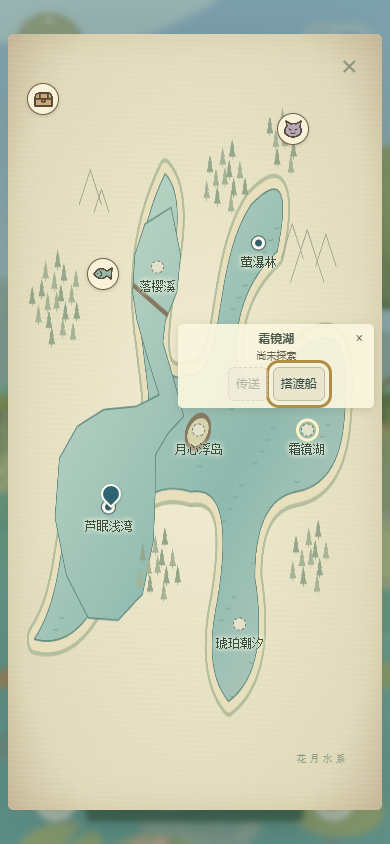 落樱溪
萤瀑林
霜镜湖
×
尚未探索
传送
搭渡船
月心浮岛
霜镜湖
芦眠浅湾
琥珀潮汐
花月水系